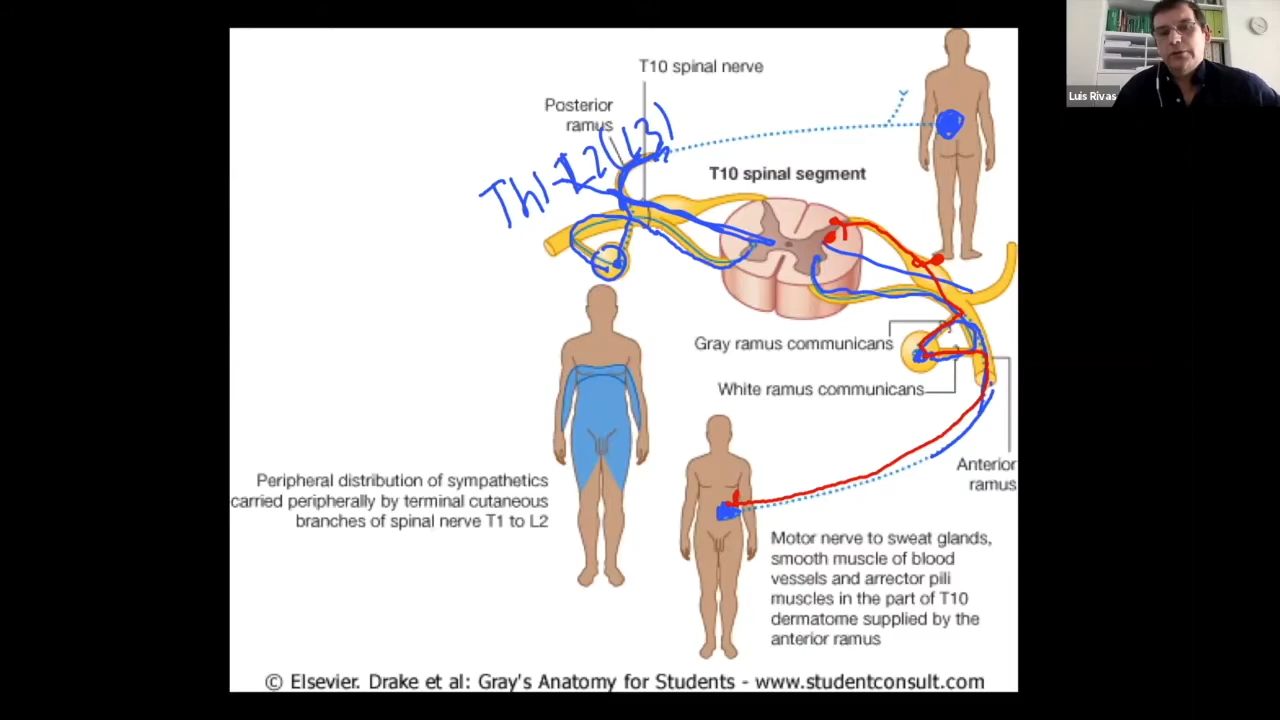 T10 spinal nerve
Posterior
ramus
Th1-L2(L3)
T10 spinal segment
Gray ramus communicans
White ramus communicans
Anterior
ramus
Peripheral distribution of sympathetics
carried peripherally by terminal cutaneous
branches of spinal nerve T1 to L2
Motor nerve to sweat glands,
smooth muscle of blood
vessels and arrector pili
muscles in the part of T10
dermatome supplied by the
anterior ramus
© Elsevier. Drake et al: Gray's Anatomy for Students - www.studentconsult.com
Luis Rivas